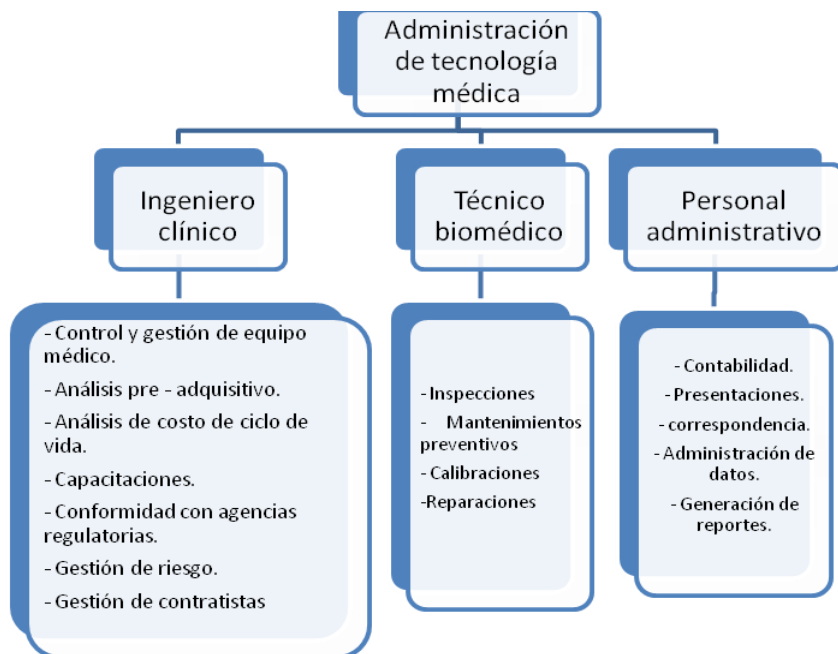 Administración
de tecnología
médica
Ingeniero
clínico
Técnico
biomédico
Personal
administrativo
- Control y gestión de equipo
médico.
- Análisis pre - adquisitivo.
- Análisis de costo de ciclo de
vida.
- Capacitaciones.
- Conformidad con agencias
regulatorias.
- Gestión de riesgo.
- Gestión de contratistas
- Inspecciones
- Mantenimientos
preventivos
- Calibraciones
-Reparaciones
- Contabilidad.
- Presentaciones.
- correspondencia.
- Administración de
datos.
- Generación de
reportes.